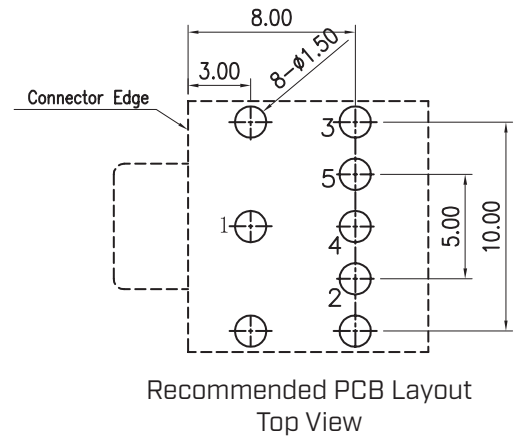 8.00
3.00
8-ø1.50
Connector Edge
3
5
1
4
2
5.00
10.00
Recommended PCB Layout
Top View